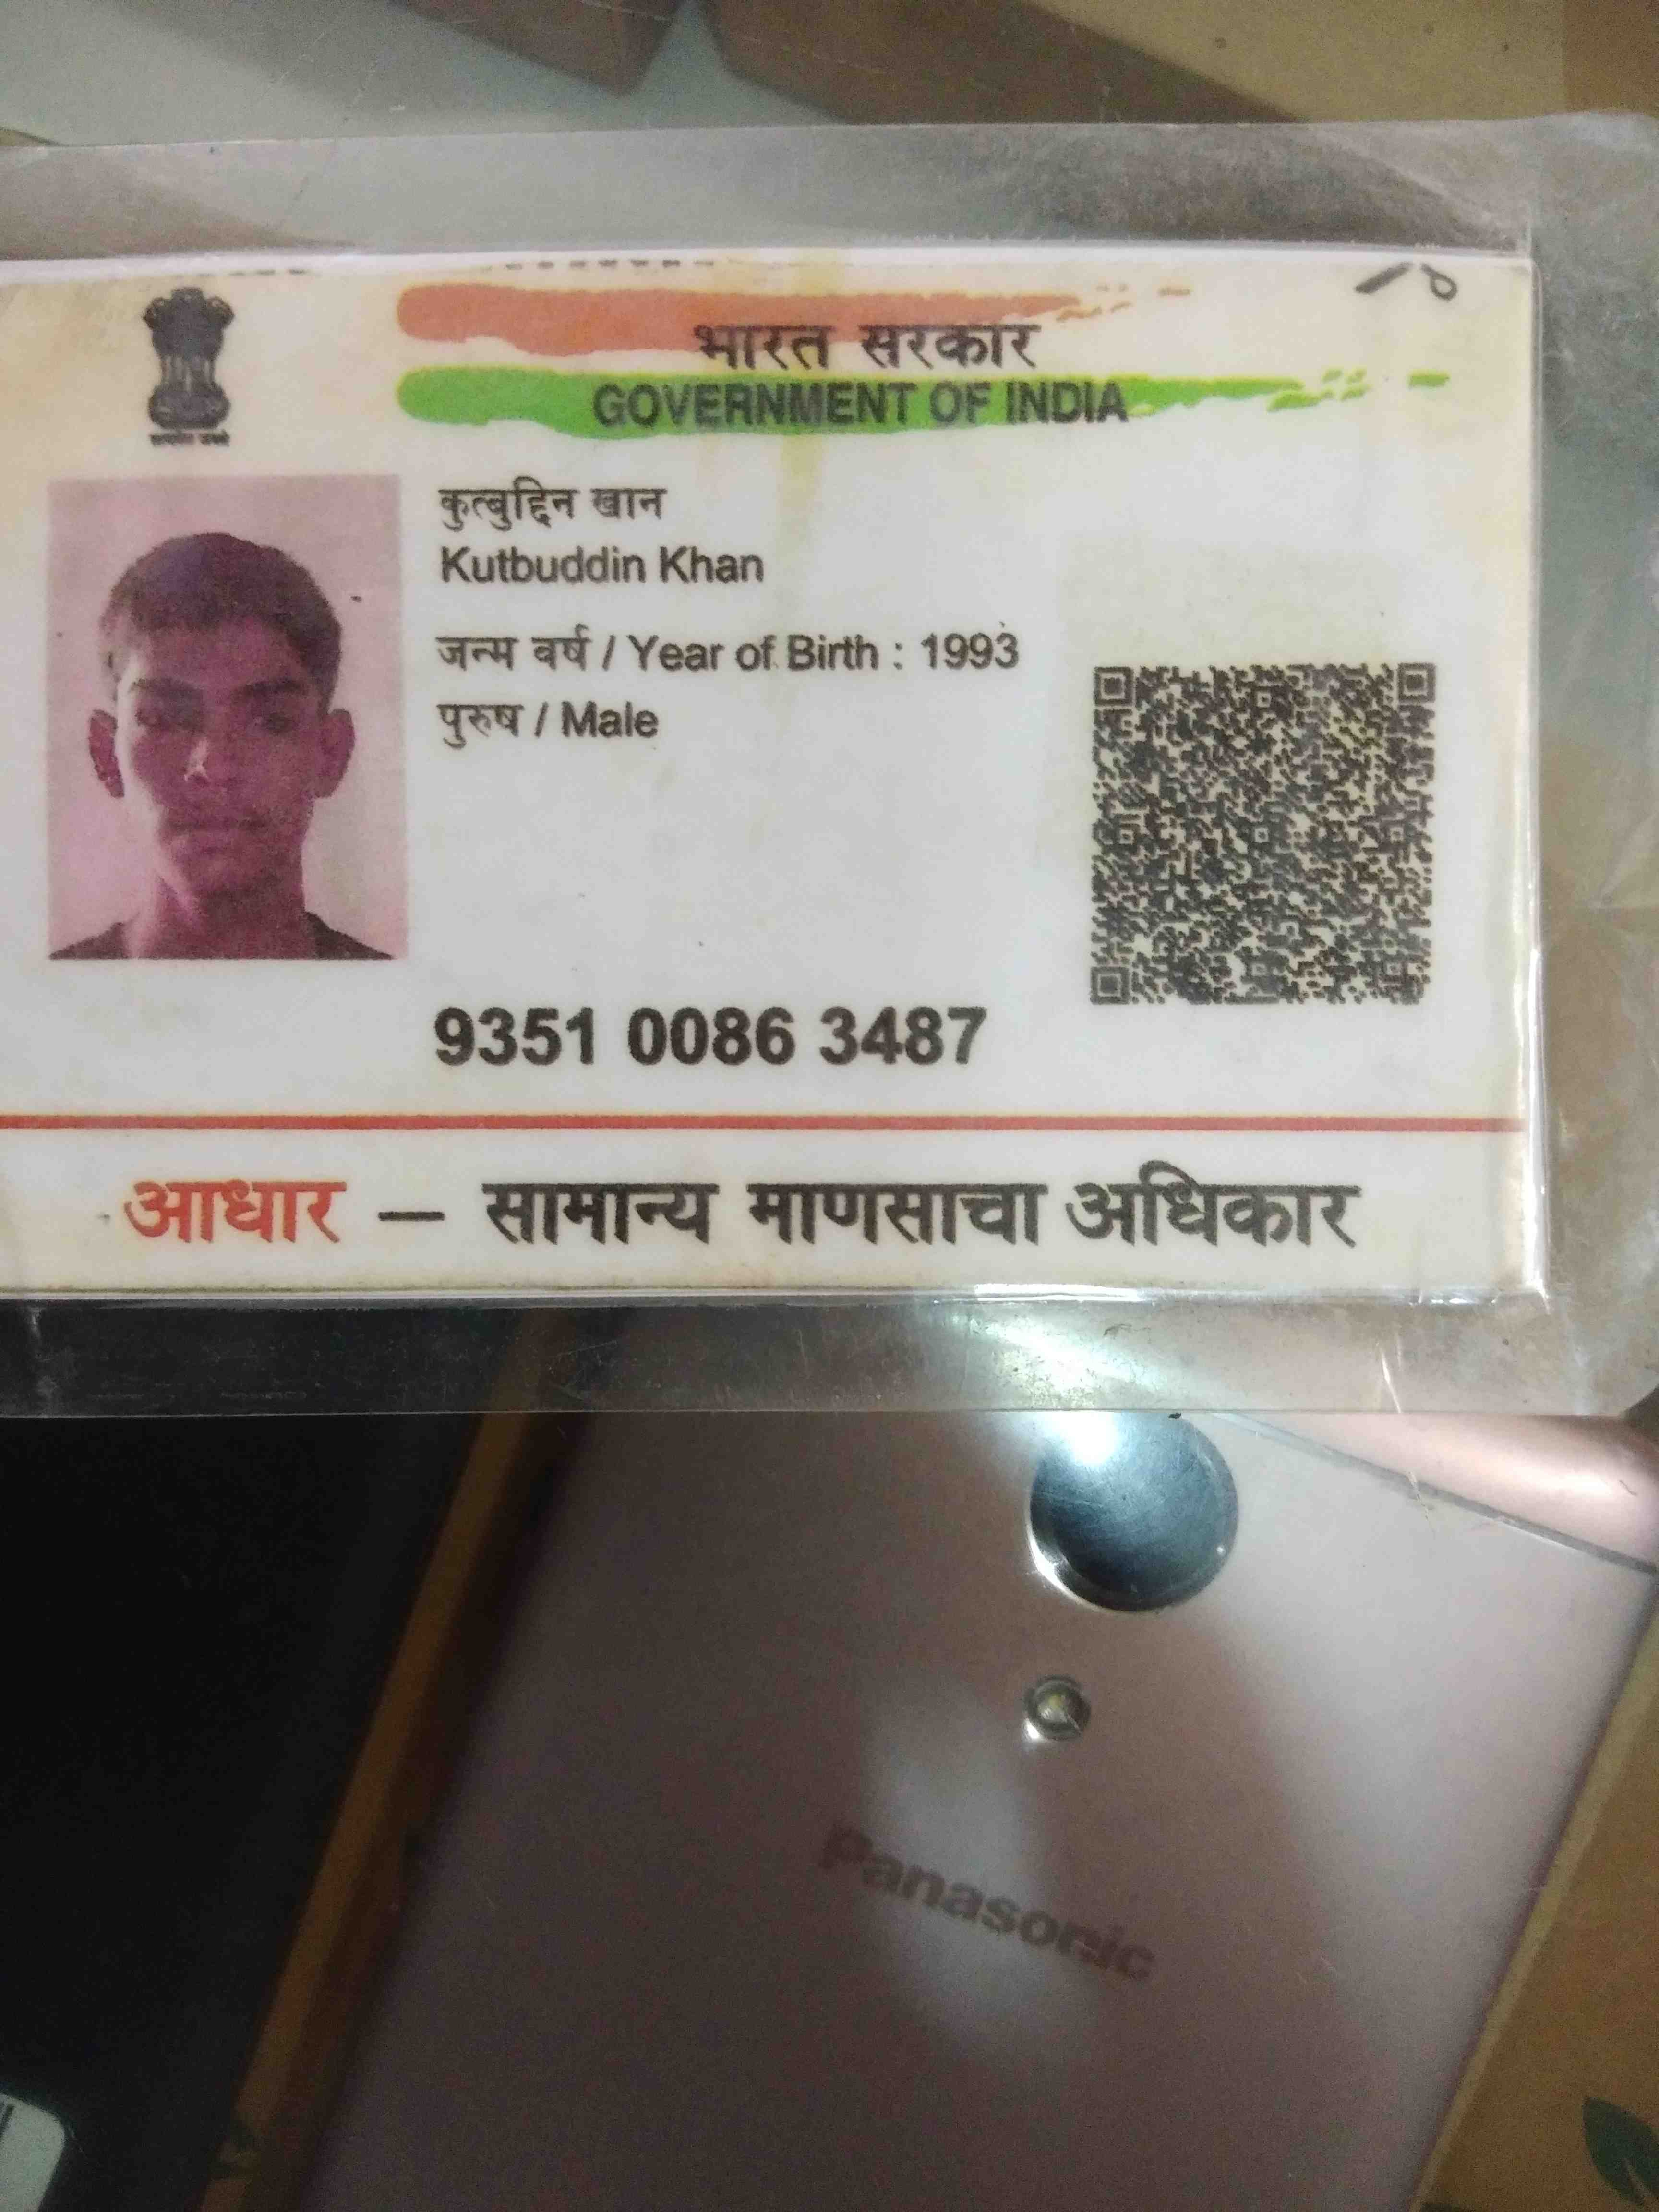 भारत सरकार
GOVERNMENT OF INDIA
कुत्बुद्दिन खान
Kutbuddin Khan
जन्म वर्ष / Year of Birth : 1993
पुरुष / Male
9351 0086 3487
आधार — सामान्य माणसाचा अधिकार
Panasonic